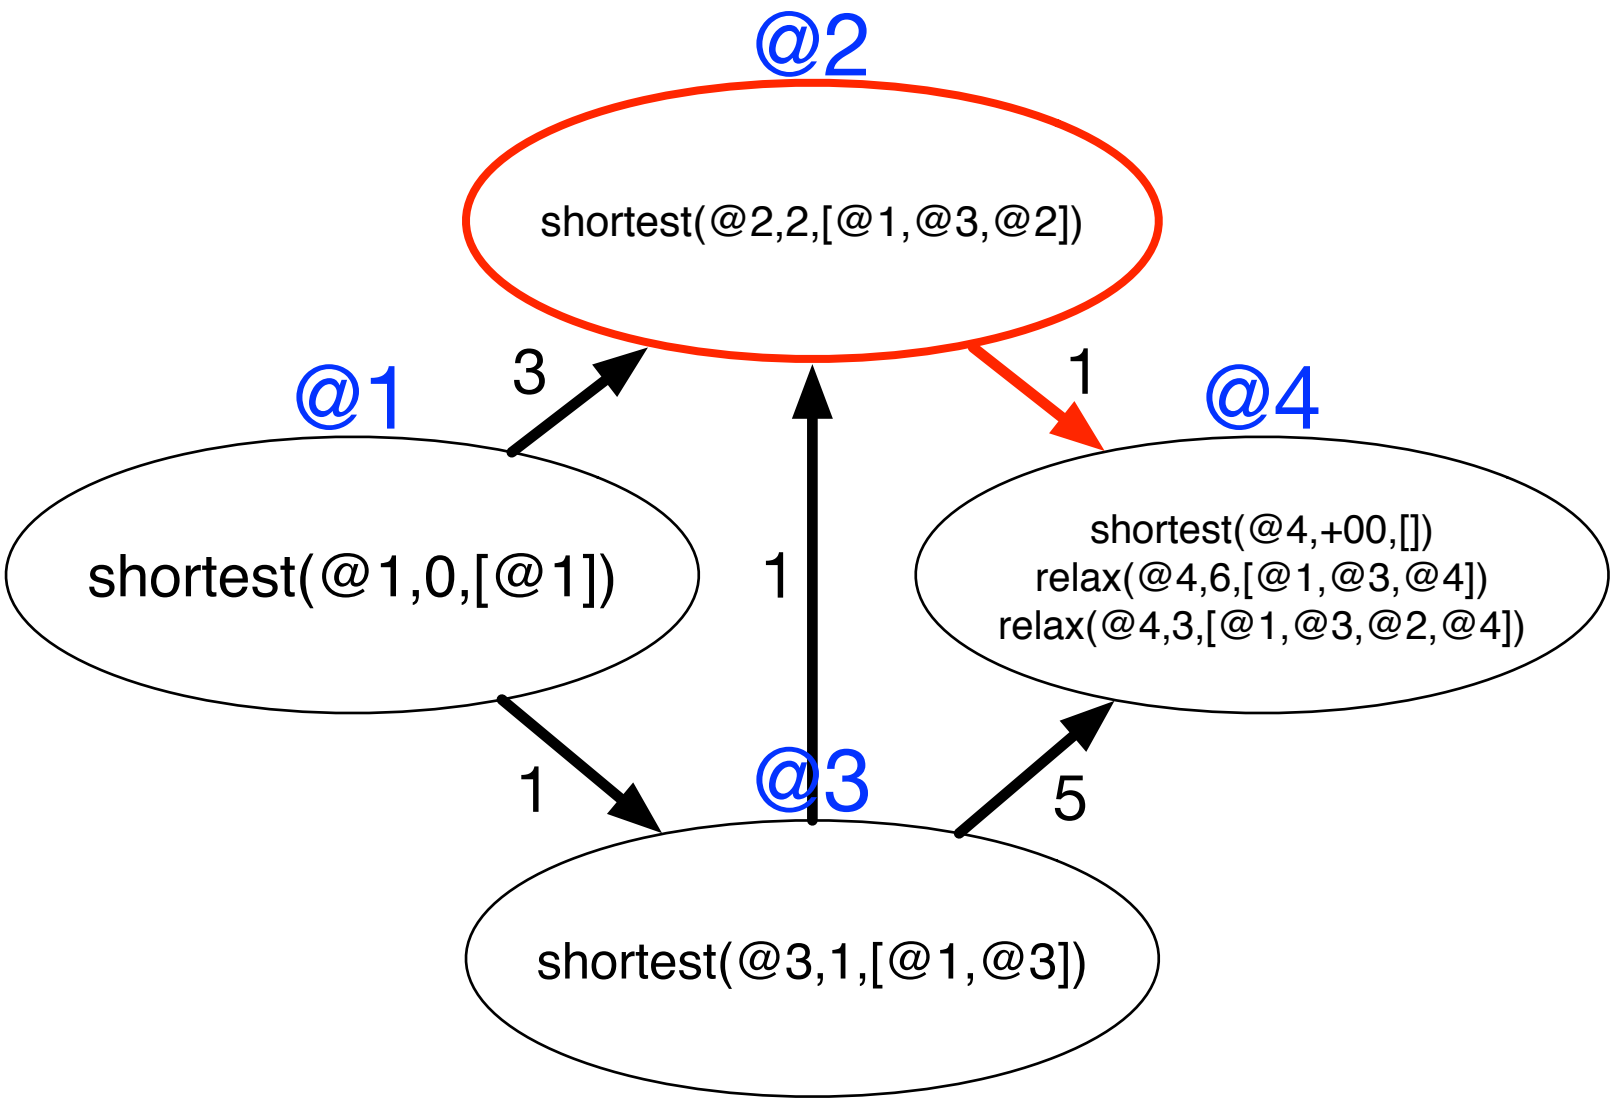 @2
shortest(@2,2,[@1,@3,@2])
3
1
@1
@4
shortest(@1,0,[@1])
1
shortest(@4,+00,[])
relax(@4,6,[@1,@3,@4])
relax(@4,3,[@1,@3,@2,@4])
1
@3
5
shortest(@3,1,[@1,@3])